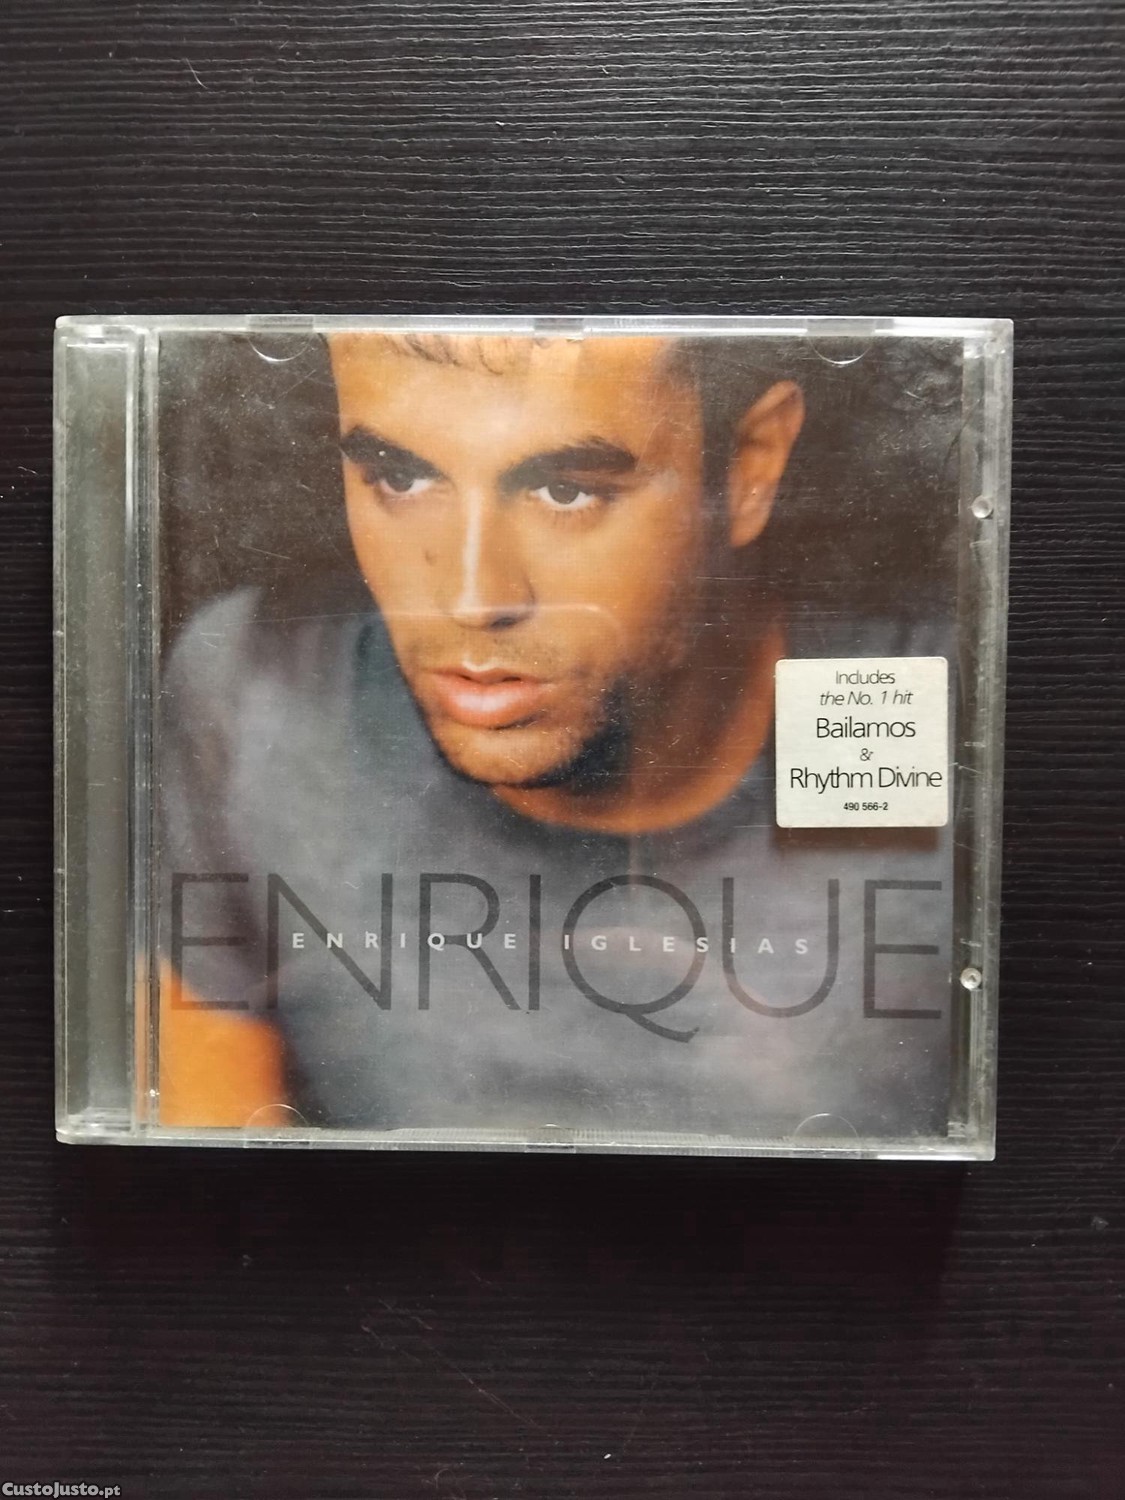 Includes
the No. 1 hit
Bailamos
&
Rhythm Divine
490 566-2
ENRIQUE
ENRIQUE IGLESIAS
CustoJusto.pt